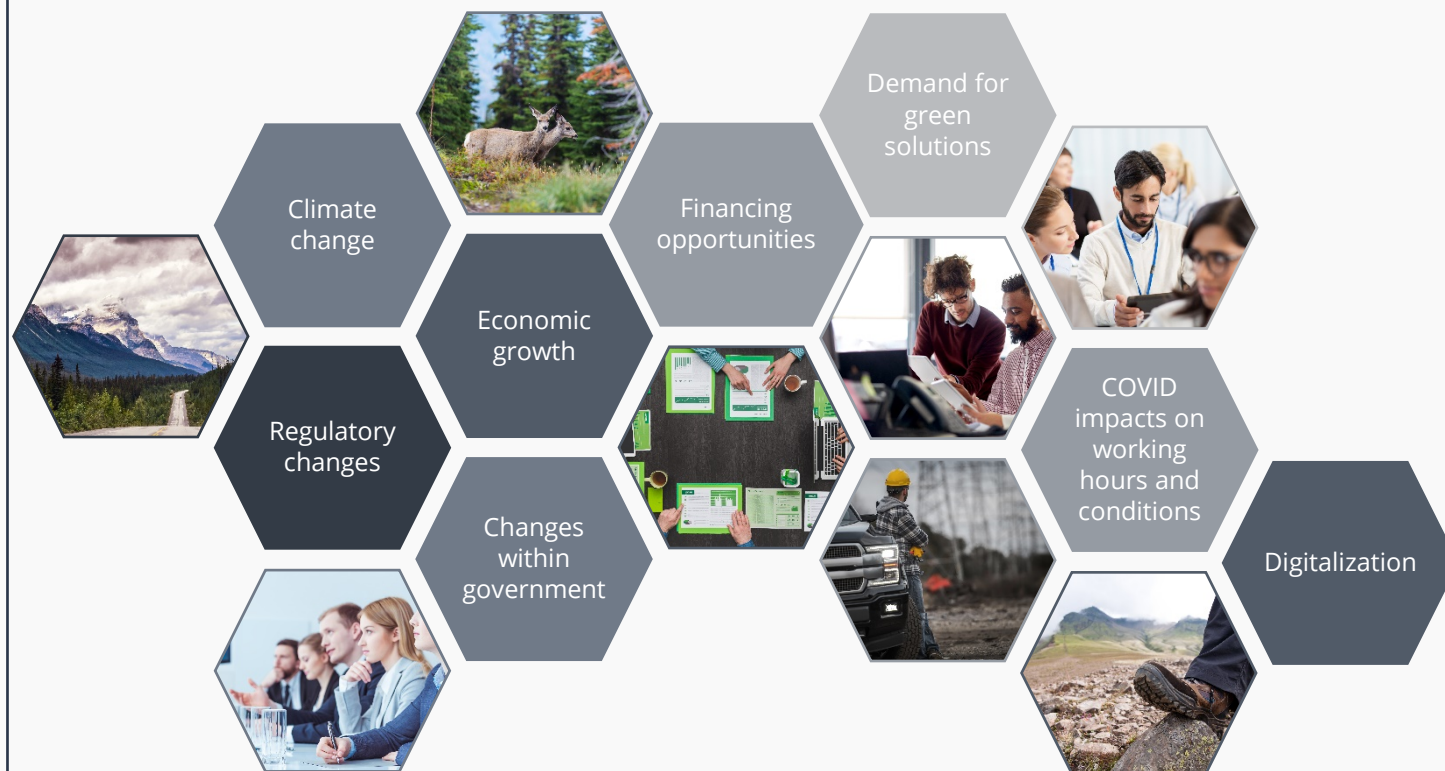 Demand for
green
solutions
Climate
change
Financing
opportunities
Economic
growth
Regulatory
changes
COVID
impacts on
working
hours and
conditions
Changes
within
government
Digitalization